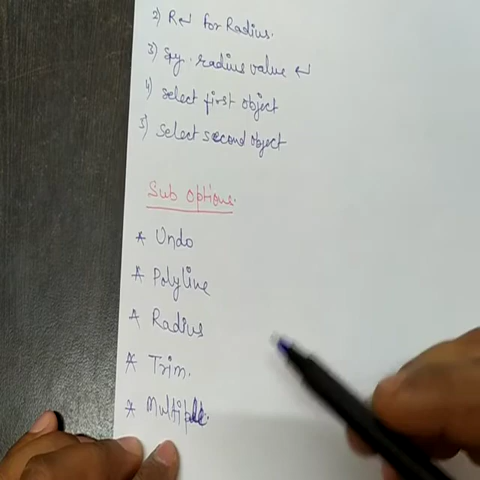 2) R↵ for Radius.
3) Spy. radius value ↵
4) Select first object
5) Select second object
Sub options.
* Undo
* Polyline
* Radius
* Trim.
* Multiple.